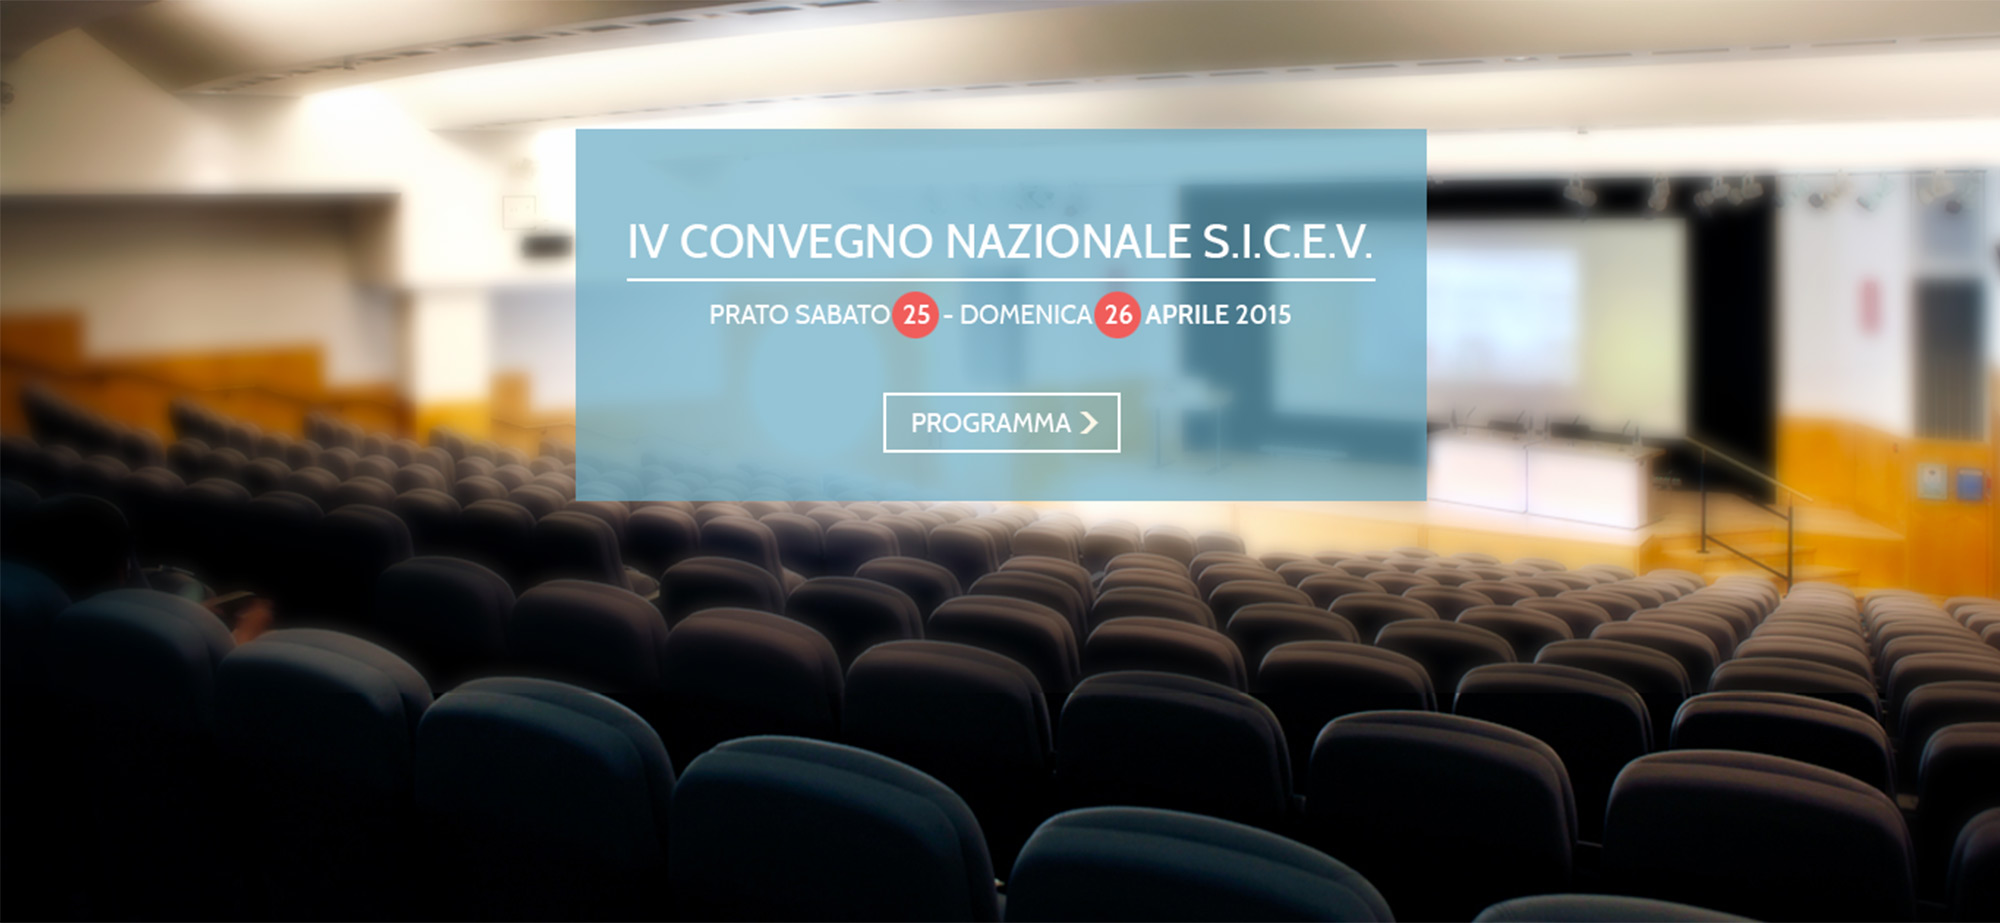 IV CONVEGNO NAZIONALE S.I.C.E.V.
PRATO SABATO 25 - DOMENICA 26 APRILE 2015
PROGRAMMA